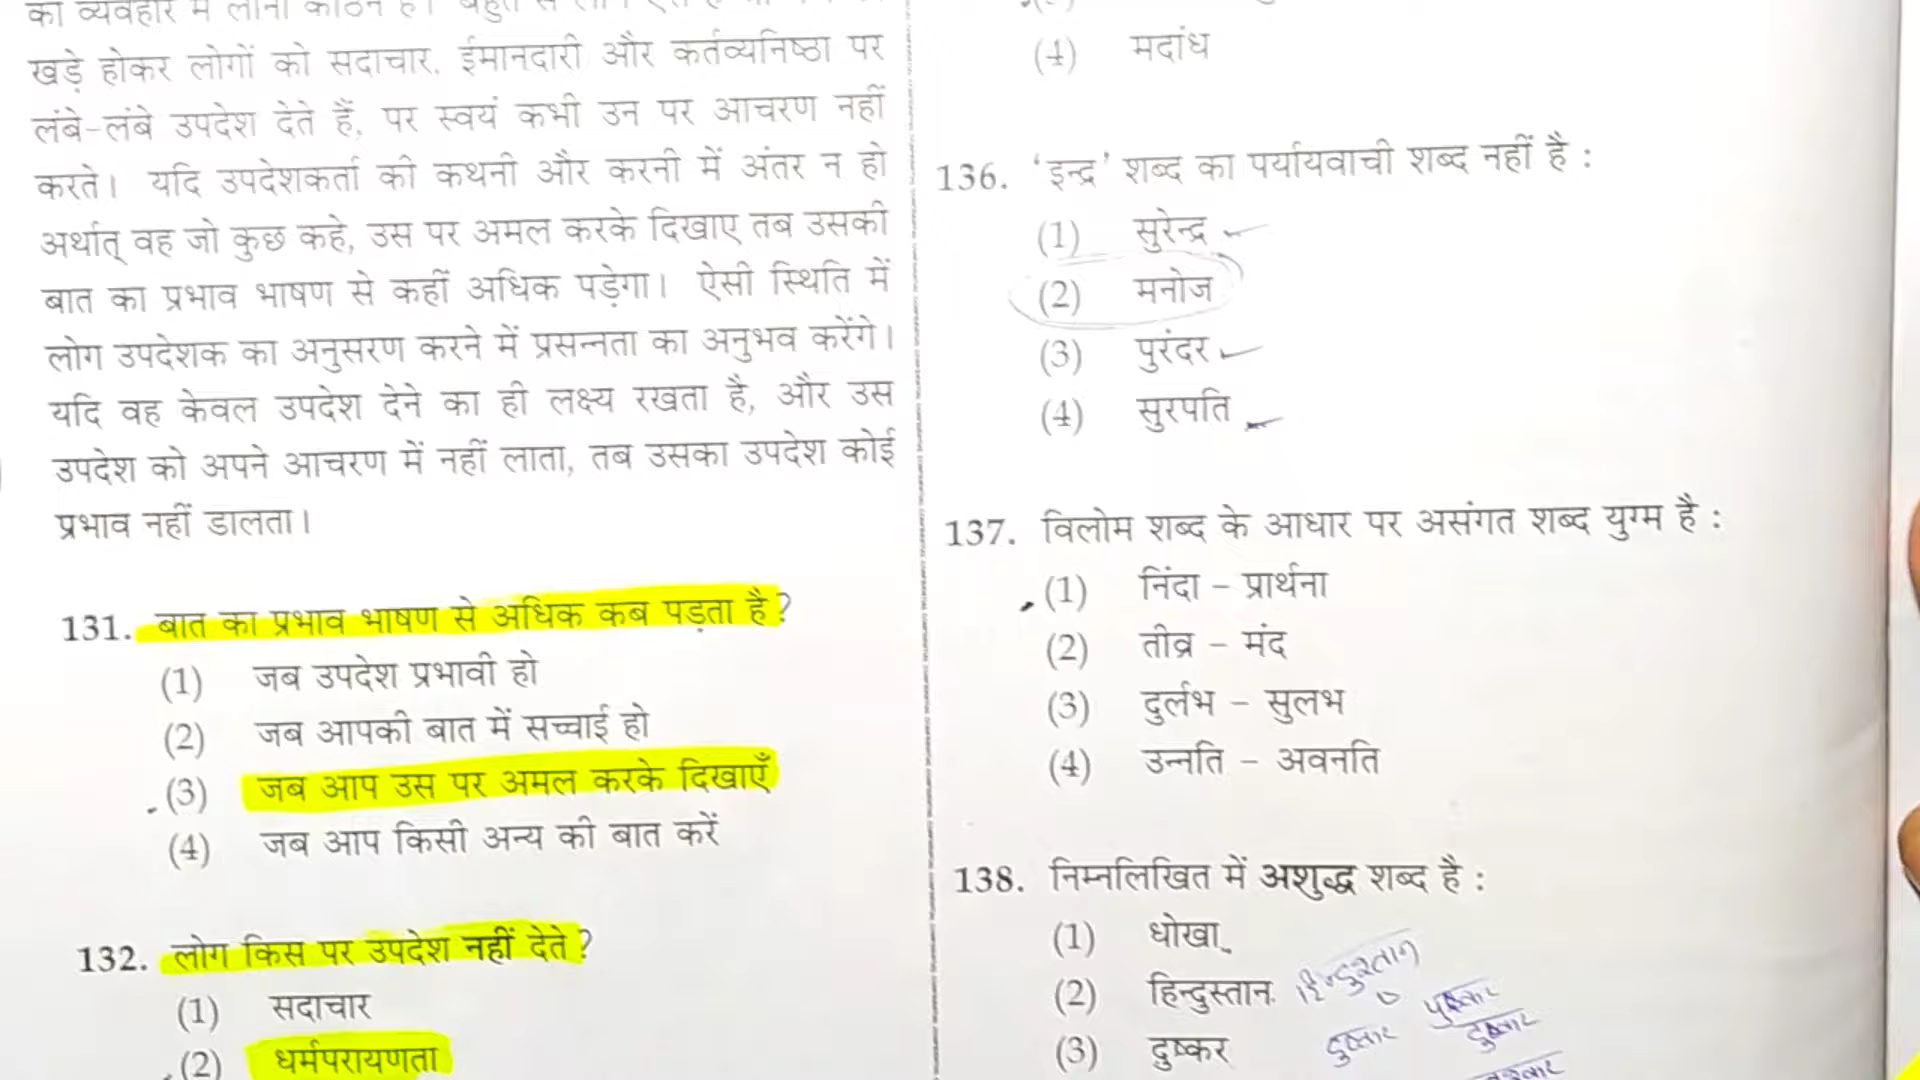 का व्यवहार में लाना कठिन है। बहुत से लोग ऐसे हैं
खड़े होकर लोगों को सदाचार, ईमानदारी और कर्तव्यनिष्ठा पर
लंबे-लंबे उपदेश देते हैं, पर स्वयं कभी उन पर आचरण नहीं
करते। यदि उपदेशकर्ता की कथनी और करनी में अंतर न हो
अर्थात् वह जो कुछ कहे, उस पर अमल करके दिखाए तब उसकी
बात का प्रभाव भाषण से कहीं अधिक पड़ेगा। ऐसी स्थिति में
लोग उपदेशक का अनुसरण करने में प्रसन्नता का अनुभव करेंगे।
यदि वह केवल उपदेश देने का ही लक्ष्य रखता है, और उस
उपदेश को अपने आचरण में नहीं लाता, तब उसका उपदेश कोई
प्रभाव नहीं डालता।
131. बात का प्रभाव भाषण से अधिक कब पड़ता है?
(1) जब उपदेश प्रभावी हो
(2) जब आपकी बात में सच्चाई हो
(3) जब आप उस पर अमल करके दिखाएँ
(4) जब आप किसी अन्य की बात करें
132. लोग किस पर उपदेश नहीं देते?
(1) सदाचार
(2) धर्मपरायणता
(4) मदांध
136. 'इन्द्र' शब्द का पर्यायवाची शब्द नहीं है :
(1) सुरेन्द्र
(2) मनोज
(3) पुरंदर
(4) सुरपति
137. विलोम शब्द के आधार पर असंगत शब्द युग्म है :
(1) निंदा – प्रार्थना
(2) तीव्र – मंद
(3) दुर्लभ – सुलभ
(4) उन्नति – अवनति
138. निम्नलिखित में अशुद्ध शब्द है :
(1) धोखा
(2) हिन्दुस्तान
(3) दुष्कर